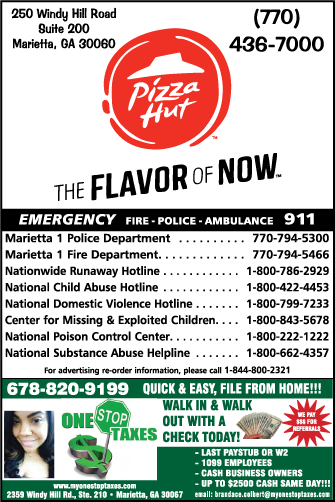 250 Windy Hill Road
Suite 200
Marietta, GA 30060
(770)
436-7000
Pizza
Hut
THE FLAVOR OF NOW™
EMERGENCY FIRE - POLICE - AMBULANCE 911
Marietta 1 Police Department .......... 770-794-5300
Marietta 1 Fire Department............. 770-794-5466
Nationwide Runaway Hotline ............ 1-800-786-2929
National Child Abuse Hotline ............ 1-800-422-4453
National Domestic Violence Hotline ....... 1-800-799-7233
Center for Missing & Exploited Children.... 1-800-843-5678
National Poison Control Center........... 1-800-222-1222
National Substance Abuse Helpline ....... 1-800-662-4357
For advertising re-order information, please call 1-844-800-2321
678-820-9199 QUICK & EASY, FILE FROM HOME!!!
ONE STOP TAXES
WALK IN & WALK
OUT WITH A
CHECK TODAY!
WE PAY
$$$ FOR
REFERRALS
- LAST PAYSTUB OR W2
- 1099 EMPLOYEES
- CASH BUSINESS OWNERS
- UP TO $2500 CASH SAME DAY!!!
www.myonestoptaxes.com
2359 Windy Hill Rd., Ste. 210 • Marietta, GA 30067